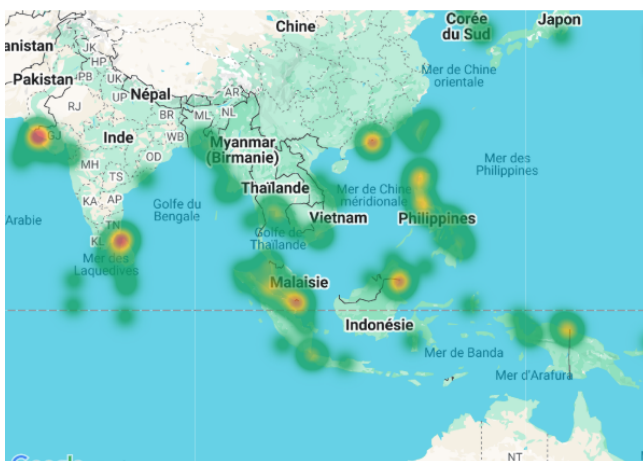 Chine
Corée
du Sud
Japon
anistan
JK
HP
PB
UK
Pakistan
Mer de Chine
orientale
Népal
AR
RJ
UP
BR
ML
NL
GJ
Inde
WB
Myanmar
(Birmanie)
Mer des
Philippines
MH
OD
TS
Thaïlande
Mer de Chine
méridionale
KA
AP
Golfe du
Bengale
Arabie
Vietnam
Philippines
TN
KL
Golfe de
Thaïlande
Mer des
Laquedives
Malaisie
Indonésie
Mer de Banda
Mer d'Arafura
NT